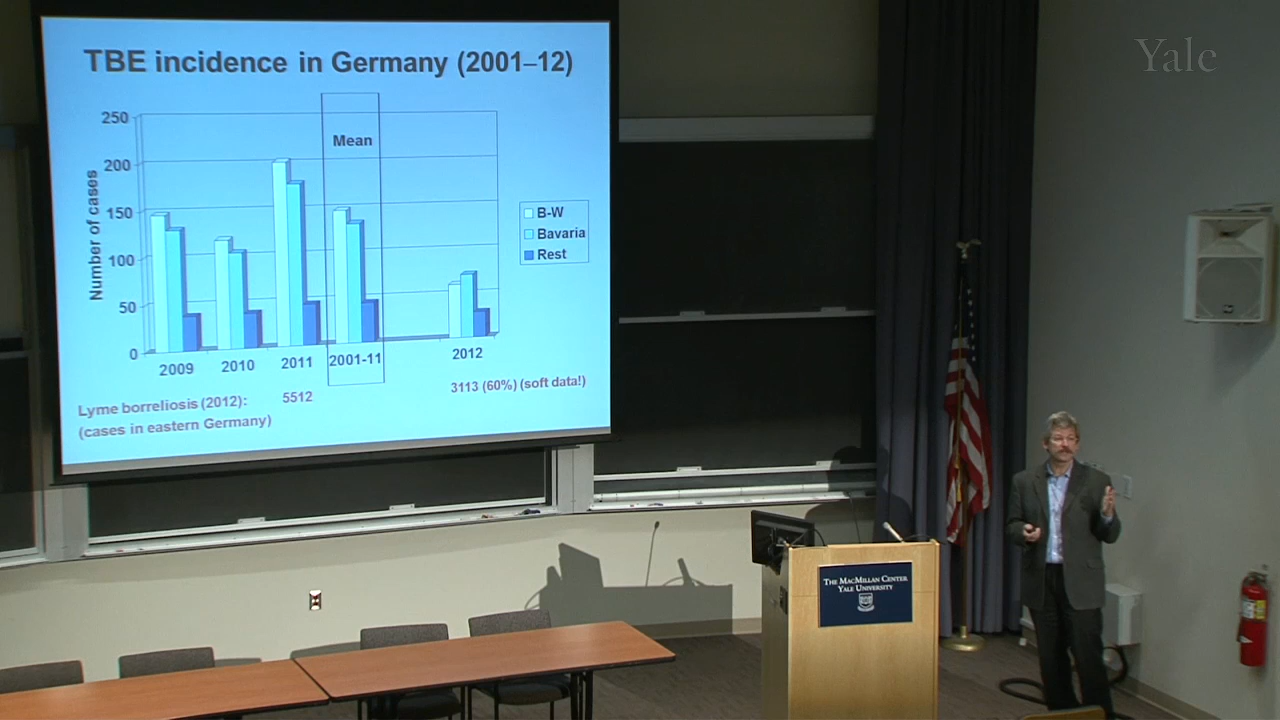 Yale
TBE incidence in Germany (2001–12)
Number of cases
250
200
150
100
50
0
Mean
B-W
Bavaria
Rest
2009
2010
2011
2001-11
2012
Lyme borreliosis (2012):
(cases in eastern Germany)
5512
3113 (60%) (soft data!)
THE MACMILLAN CENTER
YALE UNIVERSITY